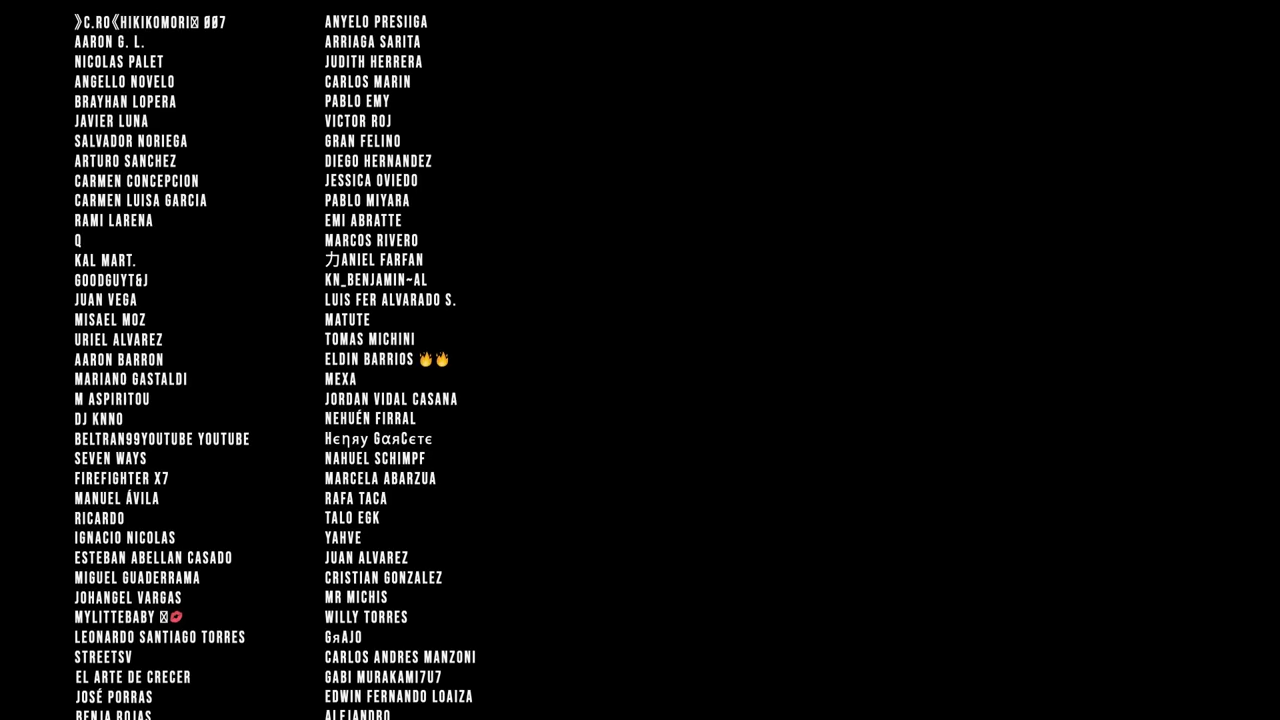 》C.RO《HIKIKOMORI ØØ7
AARON G. L.
NICOLAS PALET
ANGELLO NOVELO
BRAYHAN LOPERA
JAVIER LUNA
SALVADOR NORIEGA
ARTURO SANCHEZ
CARMEN CONCEPCION
CARMEN LUISA GARCIA
RAMI LARENA
Q
KAL MART.
GOODGUYT&J
JUAN VEGA
MISAEL MOZ
URIEL ALVAREZ
AARON BARRON
MARIANO GASTALDI
M ASPIRITOU
DJ KNNO
BELTRAN99YOUTUBE YOUTUBE
SEVEN WAYS
FIREFIGHTER X7
MANUEL ÁVILA
RICARDO
IGNACIO NICOLAS
ESTEBAN ABELLAN CASADO
MIGUEL GUADERRAMA
JOHANGEL VARGAS
MYLITTEBABY 💋
LEONARDO SANTIAGO TORRES
STREETSV
EL ARTE DE CRECER
JOSÉ PORRAS
BENJA ROJAS
ANYELO PRESIIGA
ARRIAGA SARITA
JUDITH HERRERA
CARLOS MARIN
PABLO EMY
VICTOR ROJ
GRAN FELINO
DIEGO HERNANDEZ
JESSICA OVIEDO
PABLO MIYARA
EMI ABRATTE
MARCOS RIVERO
力ANIEL FARFAN
KN_BENJAMIN~AL
LUIS FER ALVARADO S.
MATUTE
TOMAS MICHINI
ELDIN BARRIOS 🔥🔥
MEXA
JORDAN VIDAL CASANA
NEHUÉN FIRRAL
Hєηяу GαяCєтє
NAHUEL SCHIMPF
MARCELA ABARZUA
RAFA TACA
TALO EGK
YAHVE
JUAN ALVAREZ
CRISTIAN GONZALEZ
MR MICHIS
WILLY TORRES
GяAJO
CARLOS ANDRES MANZONI
GABI MURAKAMI7U7
EDWIN FERNANDO LOAIZA
ALEJANDRO